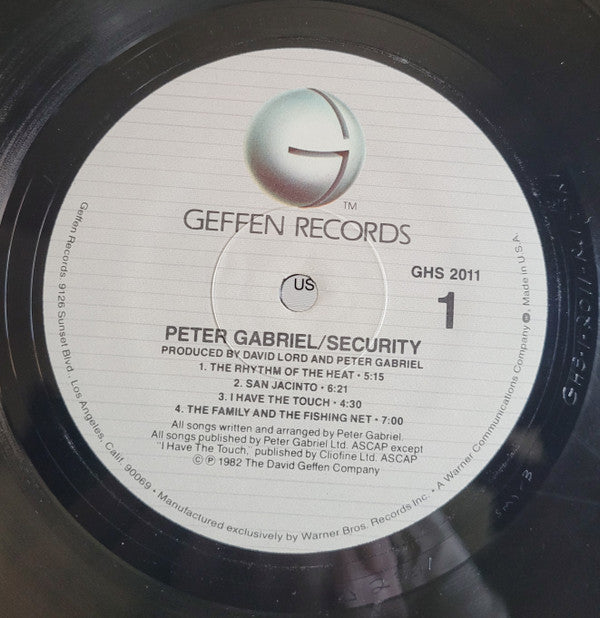 TM
GEFFEN RECORDS
GHS 2011
US
1
PETER GABRIEL/SECURITY
PRODUCED BY DAVID LORD AND PETER GABRIEL
1. THE RHYTHM OF THE HEAT • 5:15
2. SAN JACINTO • 6:21
3. I HAVE THE TOUCH • 4:30
4. THE FAMILY AND THE FISHING NET • 7:00
All songs written and arranged by Peter Gabriel.
All songs published by Peter Gabriel Ltd. ASCAP except
"I Have The Touch," published by Cliofine Ltd. ASCAP
© ℗ 1982 The David Geffen Company
Geffen Records, 9126 Sunset Blvd., Los Angeles, Calif. 90069 • Manufactured exclusively by Warner Bros. Records Inc. • A Warner Communications Company • Made in U.S.A.